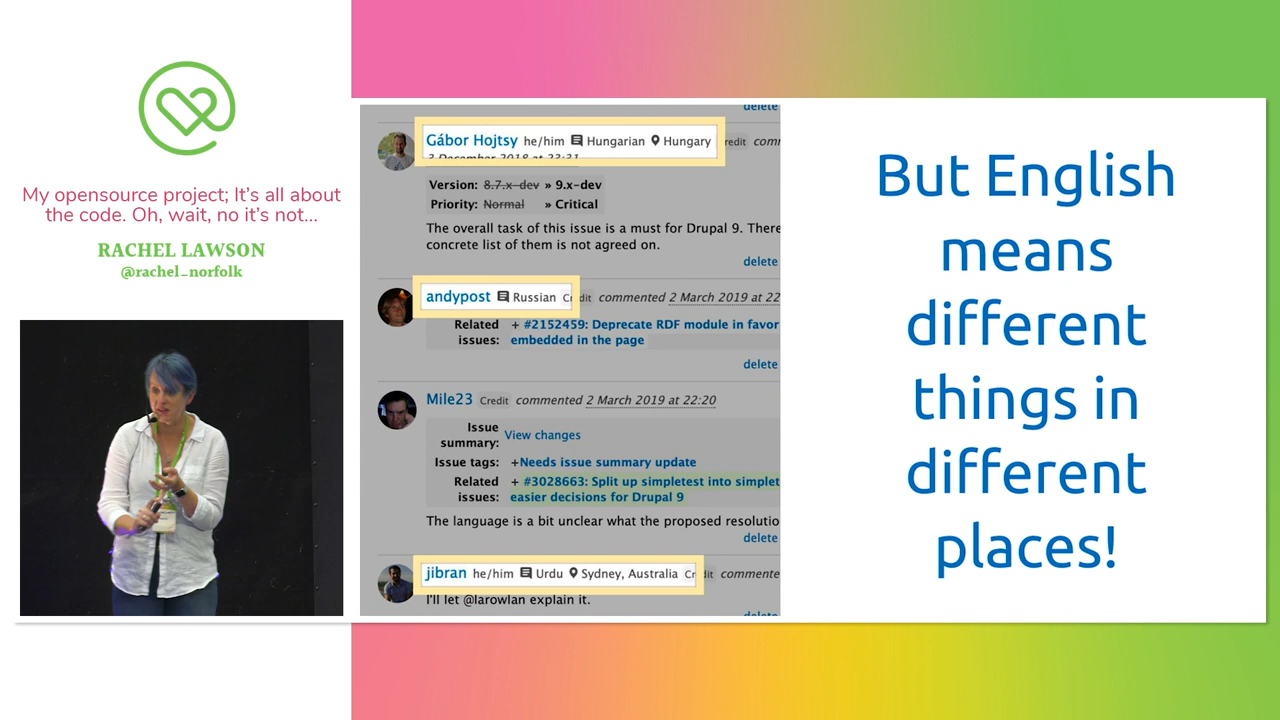 My opensource project; It's all about
the code. Oh, wait, no it's not...
RACHEL LAWSON
@rachel_norfolk
delete
Gábor Hojtsy he/him Hungarian Hungary redit comm
3 December 2018 at 23:31
Version: 8.7.x-dev » 9.x-dev
Priority: Normal » Critical
The overall task of this issue is a must for Drupal 9. There
concrete list of them is not agreed on.
delete
andypost Russian Credit commented 2 March 2019 at 22
Related issues: + #2152459: Deprecate RDF module in favor
embedded in the page
delete
Mile23 Credit commented 2 March 2019 at 22:20
Issue summary: View changes
Issue tags: +Needs issue summary update
Related issues: + #3028663: Split up simpletest into simplet
easier decisions for Drupal 9
The language is a bit unclear what the proposed resolutio
delete
jibran he/him Urdu Sydney, Australia Credit commente
I'll let @larowlan explain it.
delete
But English
means
different
things in
different
places!